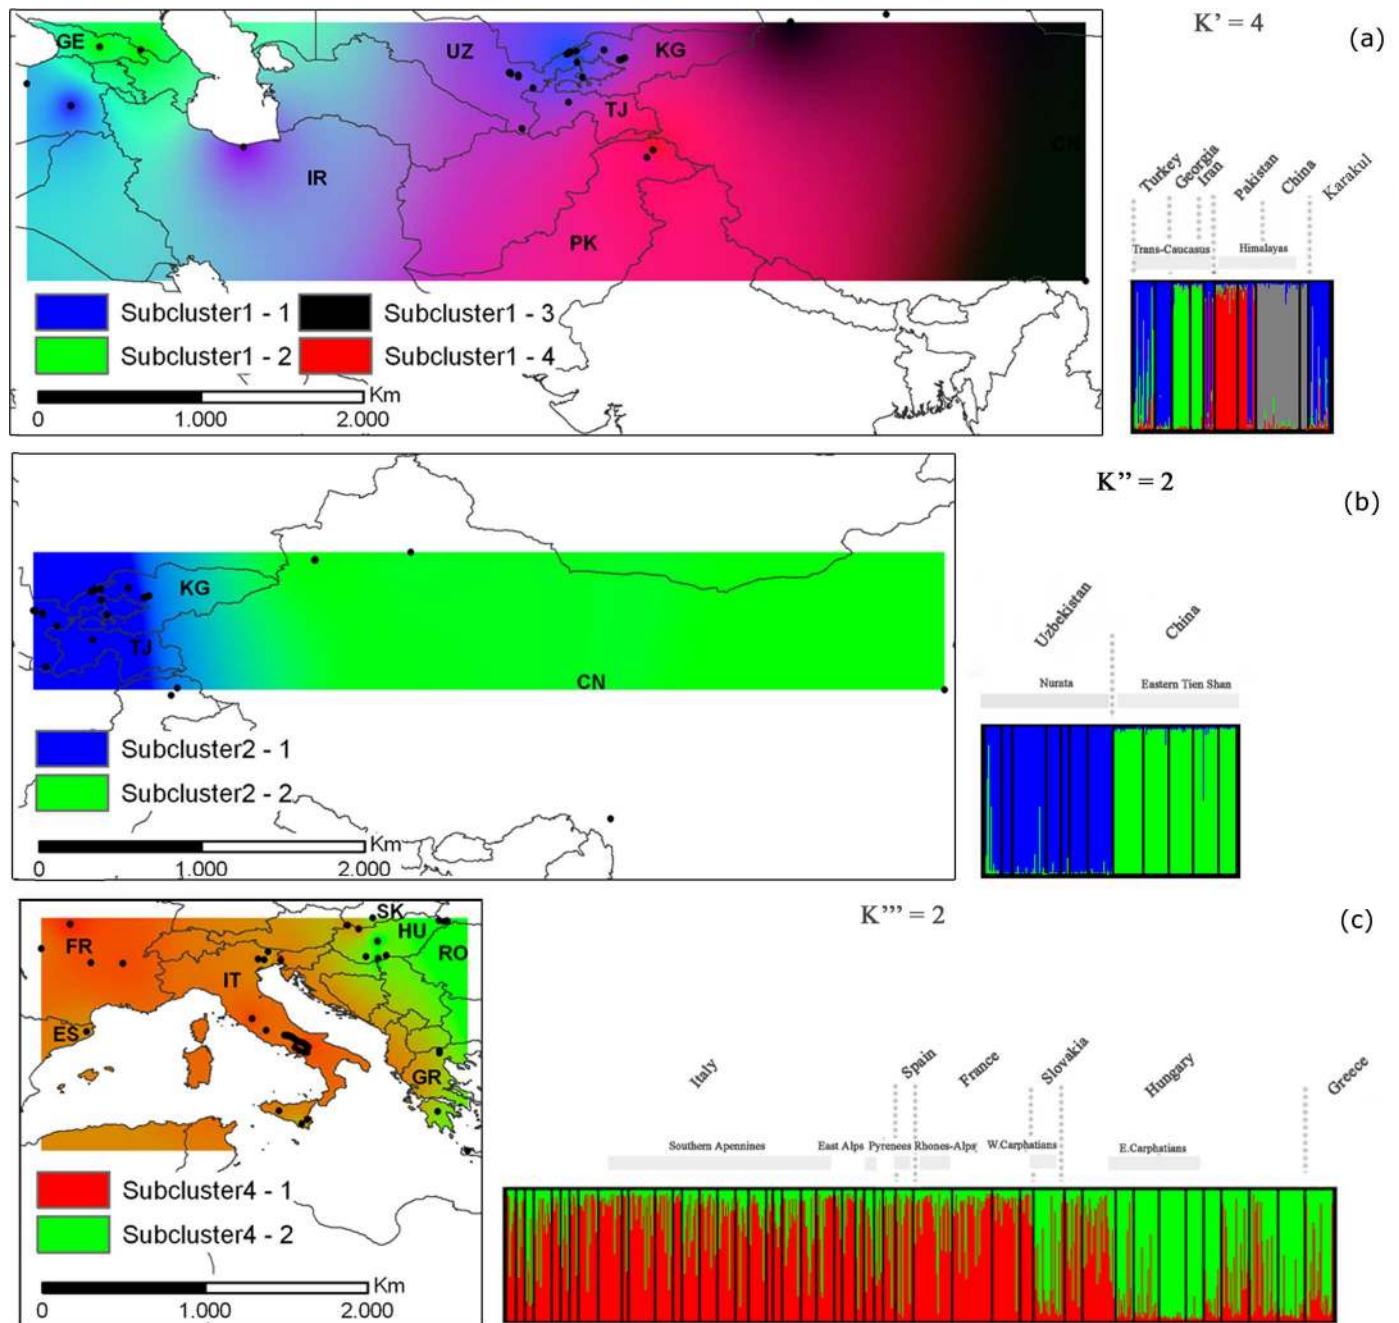 K' = 4
(a)
GE
UZ
KG
TJ
CN
IR
PK
Turkey
Georgia
Iran
Pakistan
China
Karakul
Trans-Caucasus
Himalayas
Subcluster1 - 1
Subcluster1 - 3
Subcluster1 - 2
Subcluster1 - 4
Km
0
1.000
2.000
K'' = 2
(b)
KG
TJ
CN
Uzbekistan
China
Nurata
Eastern Tien Shan
Subcluster2 - 1
Subcluster2 - 2
Km
0
1.000
2.000
K''' = 2
(c)
SK
FR
HU
RO
IT
ES
GR
Italy
Spain
France
Slovakia
Hungary
Greece
Southern Apennines
East Alps
Pyrenees
Rhones-Alps
W.Carphatians
E.Carphatians
Subcluster4 - 1
Subcluster4 - 2
Km
0
1.000
2.000